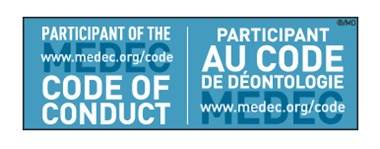 PARTICIPANT OF THE
MEDEC
www.medec.org/code
CODE OF
CONDUCT
®/MD
PARTICIPANT
AU CODE
DE DÉONTOLOGIE
MEDEC
www.medec.org/code